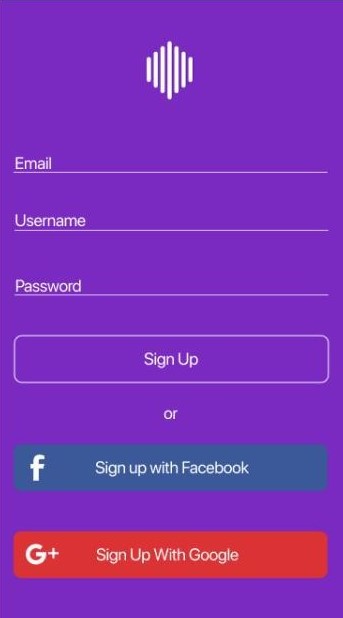 Email
Username
Password
Sign Up
or
f Sign up with Facebook
G+ Sign Up With Google